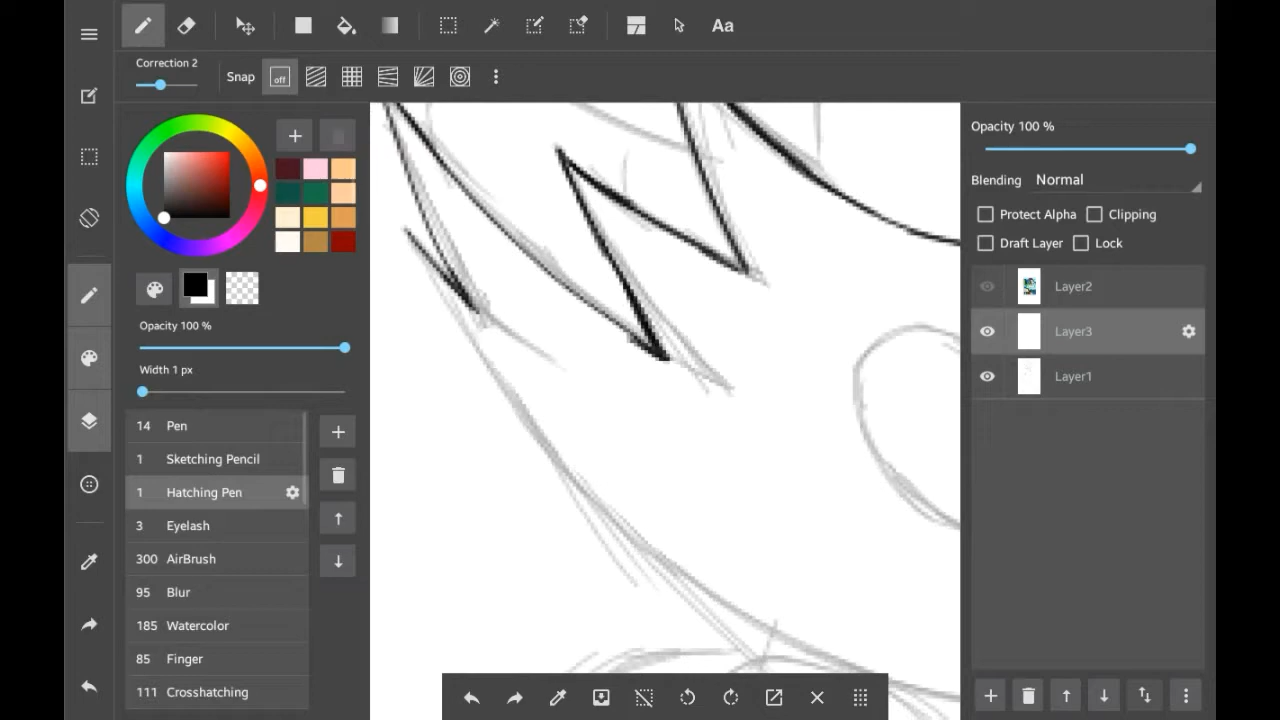 Aa
Correction 2
Snap
off
Opacity 100 %
Width 1 px
14 Pen
1 Sketching Pencil
1 Hatching Pen
3 Eyelash
300 AirBrush
95 Blur
185 Watercolor
85 Finger
111 Crosshatching
Opacity 100 %
Blending Normal
Protect Alpha Clipping
Draft Layer Lock
Layer2
Layer3
Layer1